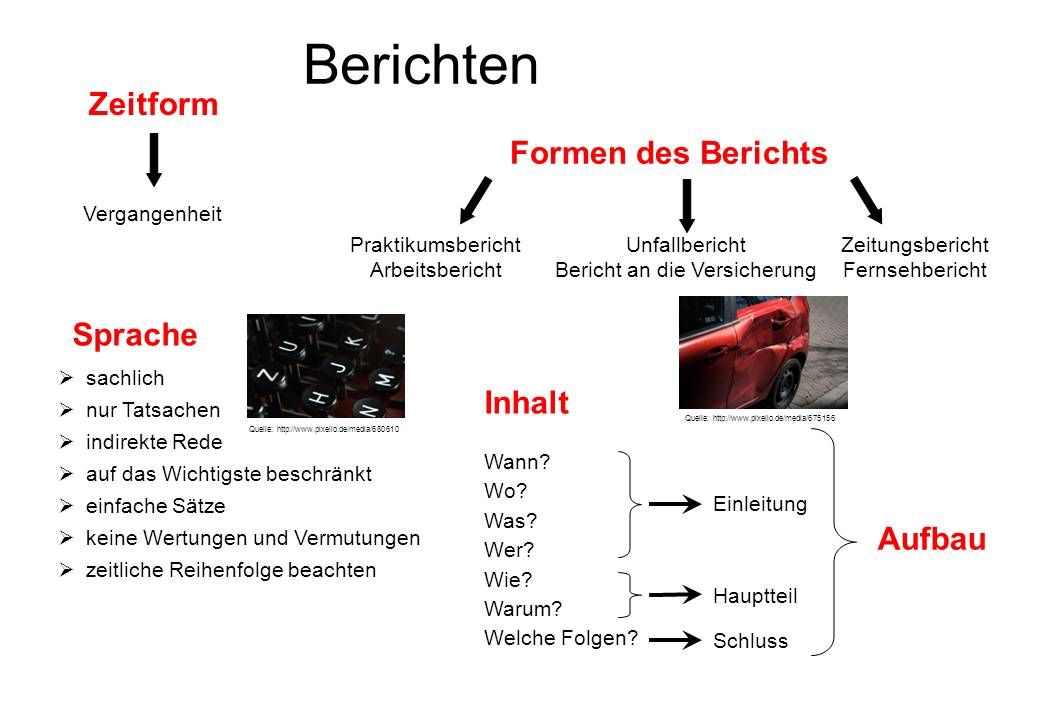 Berichten
Zeitform
Vergangenheit
Formen des Berichts
Praktikumsbericht
Arbeitsbericht
Unfallbericht
Bericht an die Versicherung
Zeitungsbericht
Fernsehbericht
Sprache
sachlich
nur Tatsachen
indirekte Rede
auf das Wichtigste beschränkt
einfache Sätze
keine Wertungen und Vermutungen
zeitliche Reihenfolge beachten
Z U J K H J N M
Quelle: http://www.pixelio.de/media/680610
Quelle: http://www.pixelio.de/media/675156
Inhalt
Wann?
Wo?
Was?
Wer?
Wie?
Warum?
Welche Folgen?
Einleitung
Hauptteil
Schluss
Aufbau